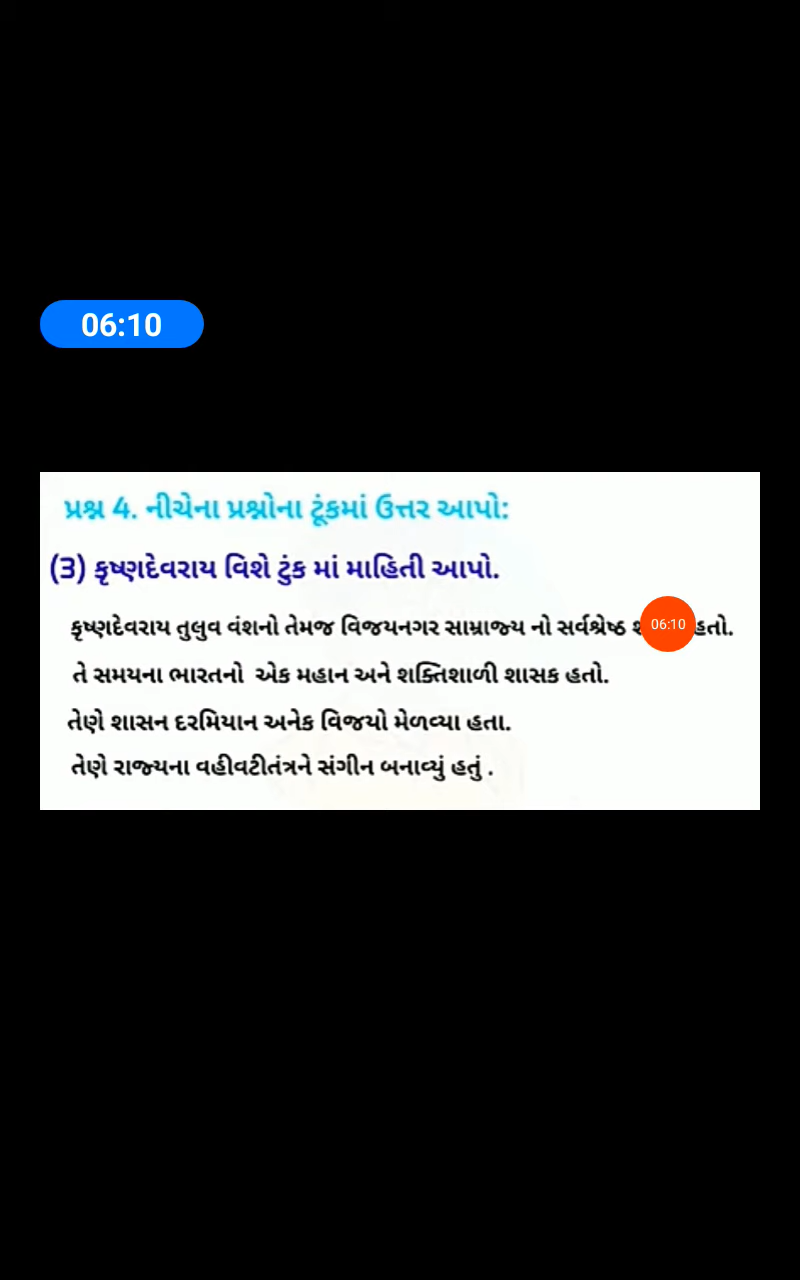 06:10
પ્રશ્ન 4. નીચેના પ્રશ્નોના ટૂંકમાં ઉત્તર આપો:
(3) કૃષ્ણદેવરાય વિશે ટુંક માં માહિતી આપો.
કૃષ્ણદેવરાય તુલુવ વંશનો તેમજ વિજયનગર સામ્રાજ્ય નો સર્વશ્રેષ્ઠ 06:10 હતો.
તે સમયના ભારતનો એક મહાન અને શક્તિશાળી શાસક હતો.
તેણે શાસન દરમિયાન અનેક વિજયો મેળવ્યા હતા.
તેણે રાજ્યના વહીવટીતંત્રને સંગીન બનાવ્યું હતું .